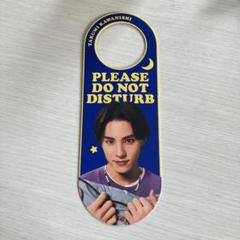 TAKUMI KAWANISHI
PLEASE
DO NOT
DISTURB